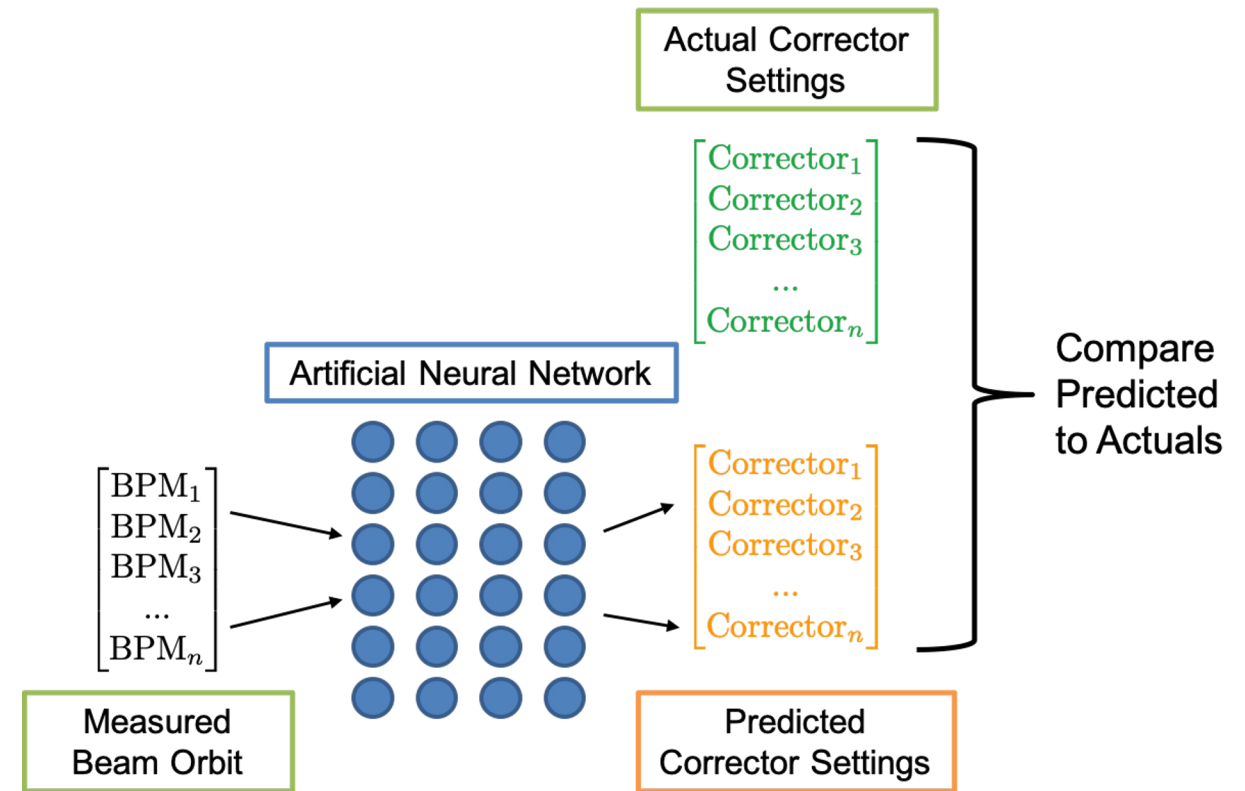 Actual Corrector
Settings
Corrector₁
Corrector₂
Corrector₃
...
Correctorₙ
Compare
Predicted
to Actuals
Artificial Neural Network
BPM₁
BPM₂
BPM₃
...
BPMₙ
Corrector₁
Corrector₂
Corrector₃
...
Correctorₙ
Measured
Beam Orbit
Predicted
Corrector Settings